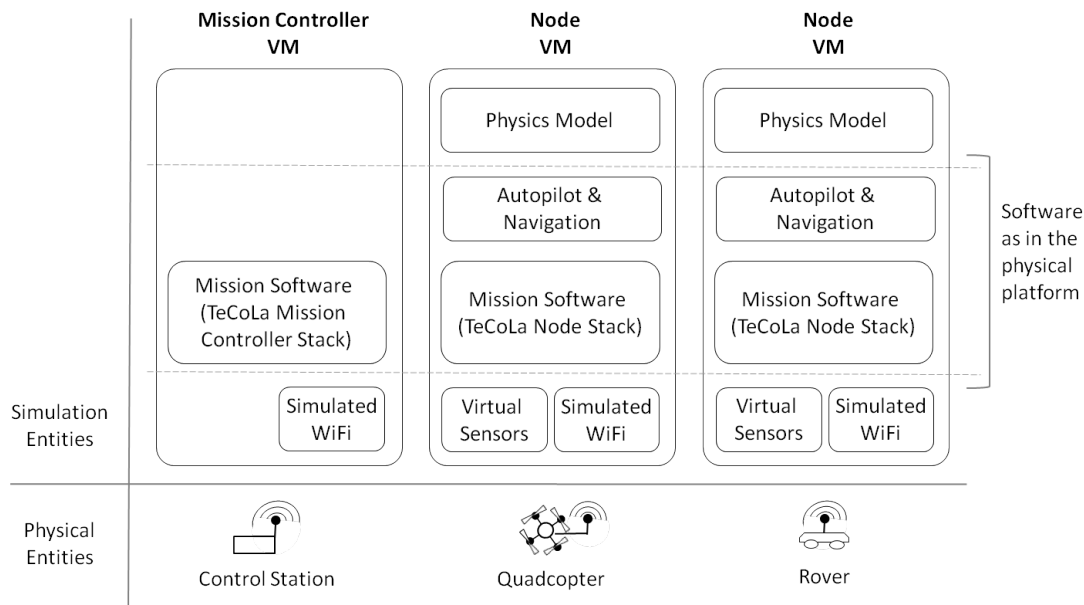 Mission Controller
VM
Node
VM
Node
VM
Physics Model
Physics Model
Autopilot &
Navigation
Autopilot &
Navigation
Software
as in the
physical
platform
Mission Software
(TeCoLa Mission
Controller Stack)
Mission Software
(TeCoLa Node Stack)
Mission Software
(TeCoLa Node Stack)
Simulation
Entities
Simulated
WiFi
Virtual
Sensors
Simulated
WiFi
Virtual
Sensors
Simulated
WiFi
Physical
Entities
Control Station
Quadcopter
Rover